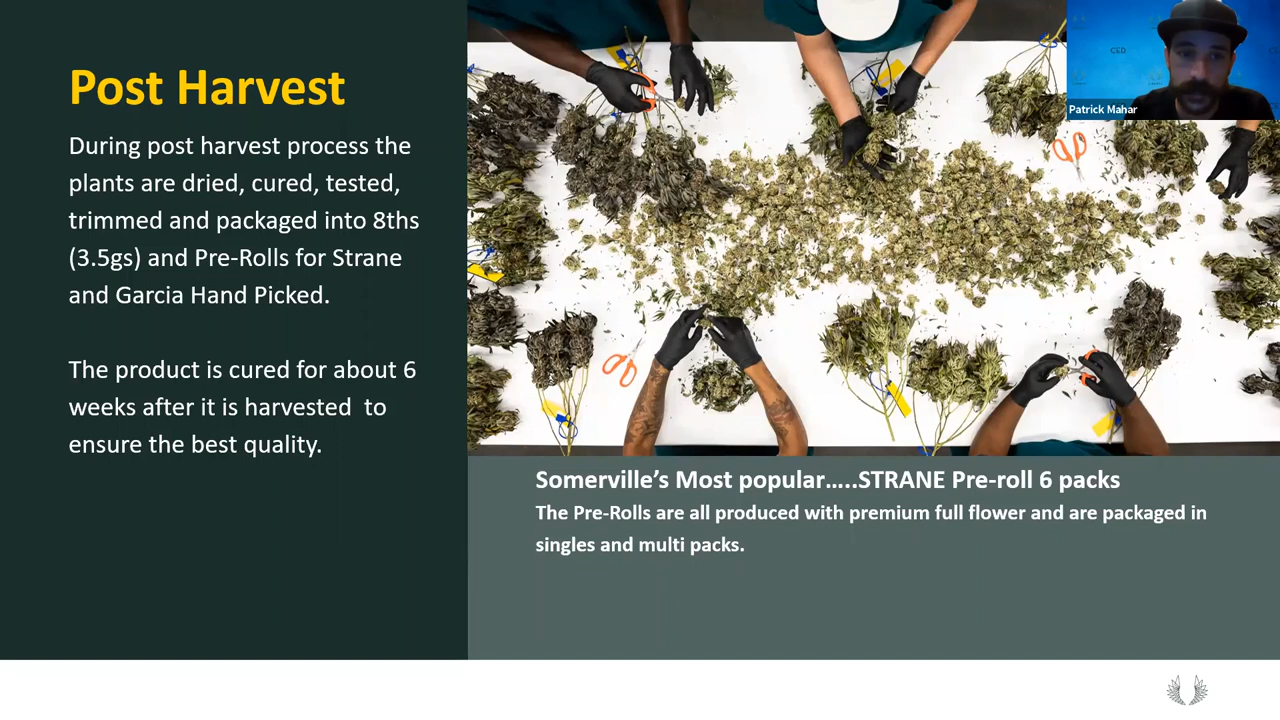 Post Harvest
During post harvest process the
plants are dried, cured, tested,
trimmed and packaged into 8ths
(3.5gs) and Pre-Rolls for Strane
and Garcia Hand Picked.
The product is cured for about 6
weeks after it is harvested to
ensure the best quality.
Patrick Mahar
Somerville’s Most popular…..STRANE Pre-roll 6 packs
The Pre-Rolls are all produced with premium full flower and are packaged in
singles and multi packs.